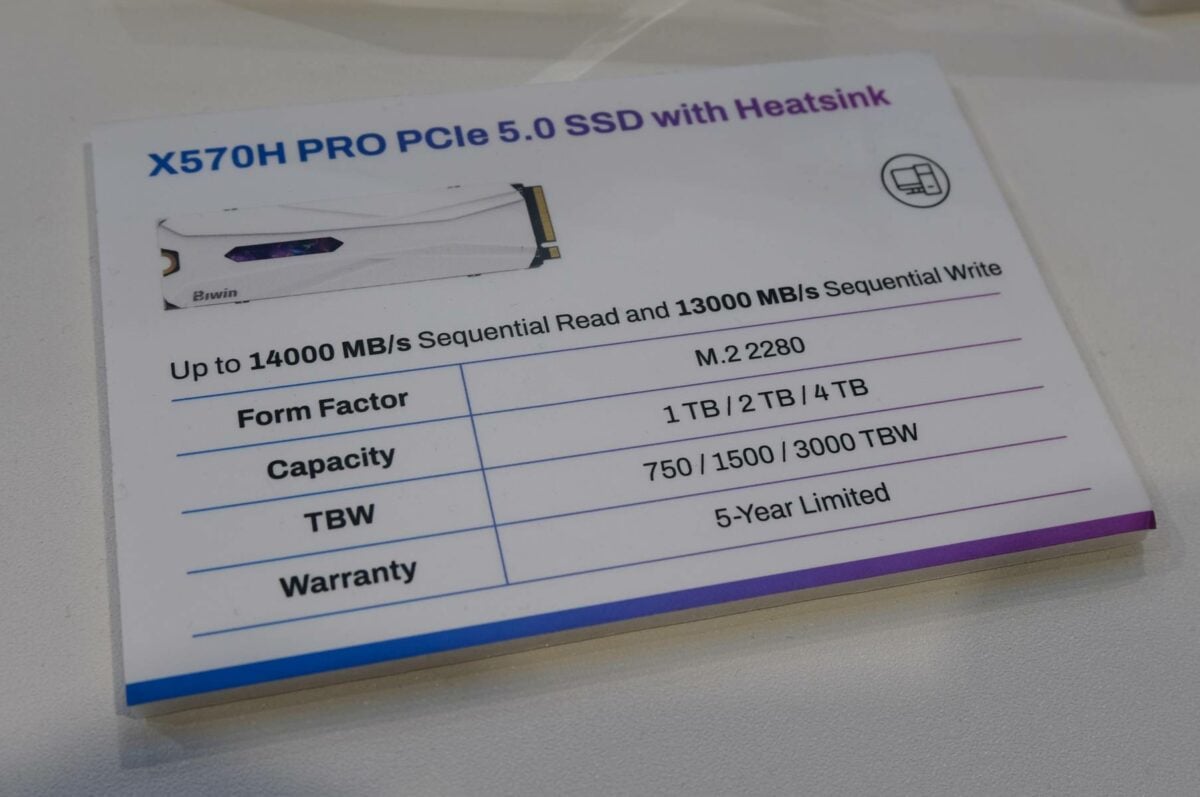 X570H PRO PCIe 5.0 SSD with Heatsink
Biwin
Up to 14000 MB/s Sequential Read and 13000 MB/s Sequential Write
Form Factor M.2 2280
Capacity 1 TB / 2 TB / 4 TB
TBW 750 / 1500 / 3000 TBW
Warranty 5-Year Limited